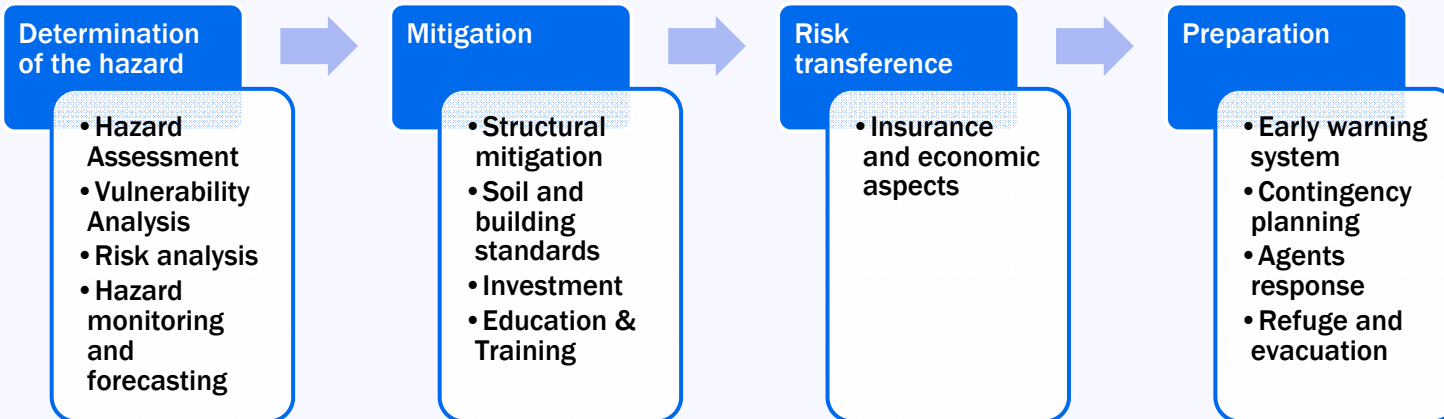 Determination
of the hazard
• Hazard
Assessment
• Vulnerability
Analysis
• Risk analysis
• Hazard
monitoring
and
forecasting
Mitigation
• Structural
mitigation
• Soil and
building
standards
• Investment
• Education &
Training
Risk
transference
• Insurance
and economic
aspects
Preparation
• Early warning
system
• Contingency
planning
• Agents
response
• Refuge and
evacuation